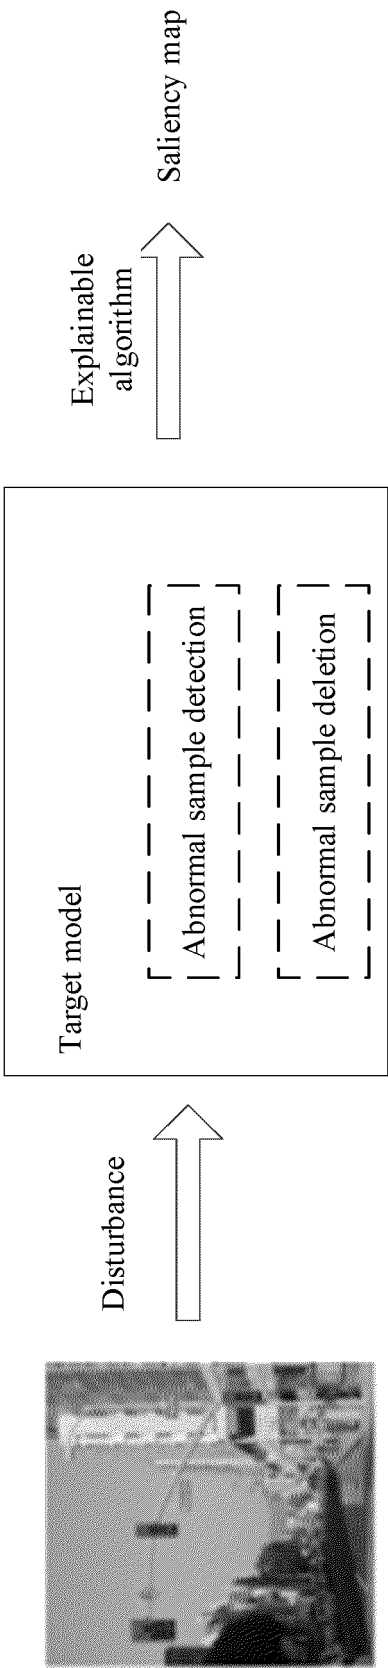 Disturbance
Target model
Abnormal sample detection
Abnormal sample deletion
Explainable
algorithm
Saliency map